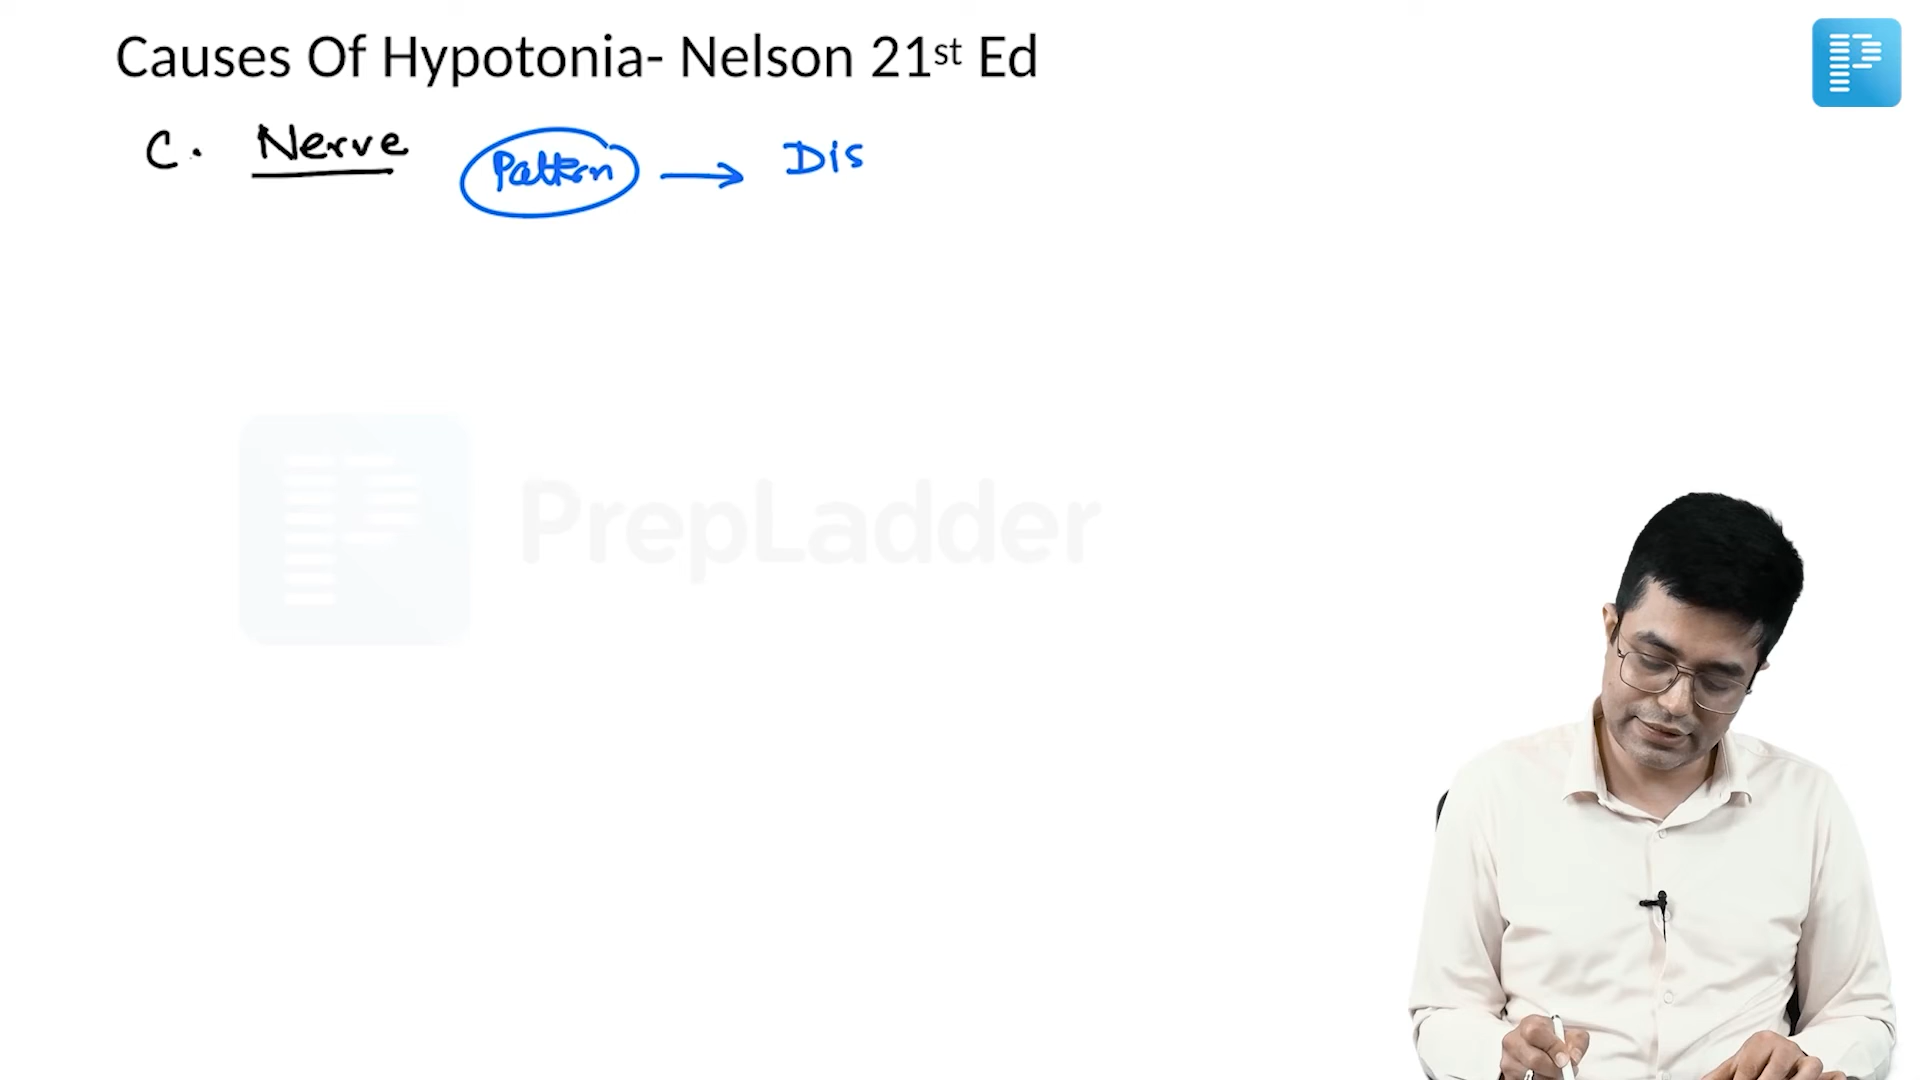 Causes Of Hypotonia- Nelson 21st Ed
C. Nerve Pattern → Dis
PrepLadder